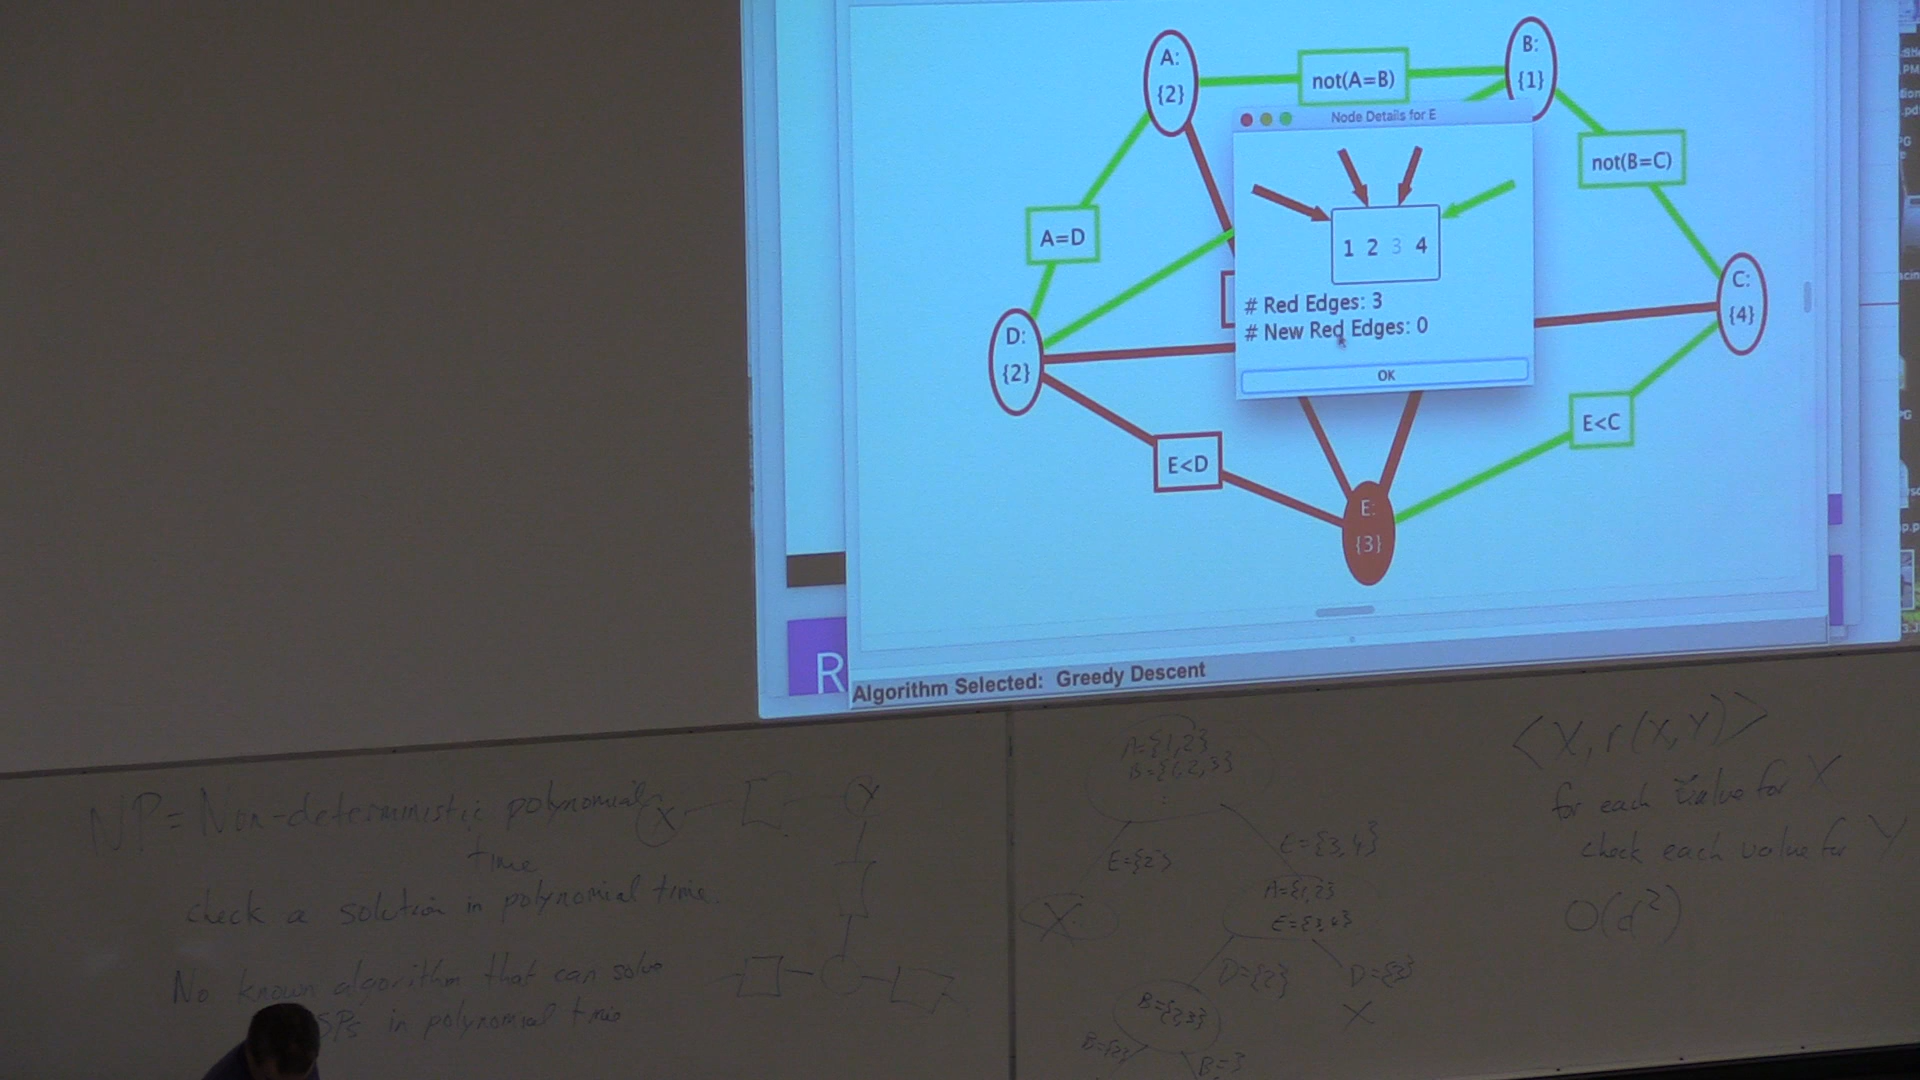 A:
{2}
not(A=B)
B:
{1}
Node Details for E
not(B=C)
A=D
1 2 3 4
# Red Edges: 3
# New Red Edges: 0
OK
C:
{4}
D:
{2}
E<C
E<D
E:
{3}
R
Algorithm Selected: Greedy Descent
NP = Non-deterministic polynomial
time
check a solution in polynomial time.
No known algorithm that can solve
SPs in polynomial time
X
Y
A={1,2}
B={1,2,3}
E={2}
E={3,4}
X
A={1,2}
E={3,4}
D={2}
D={3}
X
B={2,3}
B={2}
B=3
<X, r(X,Y)>
for each value for X
check each value for Y
O(d²)